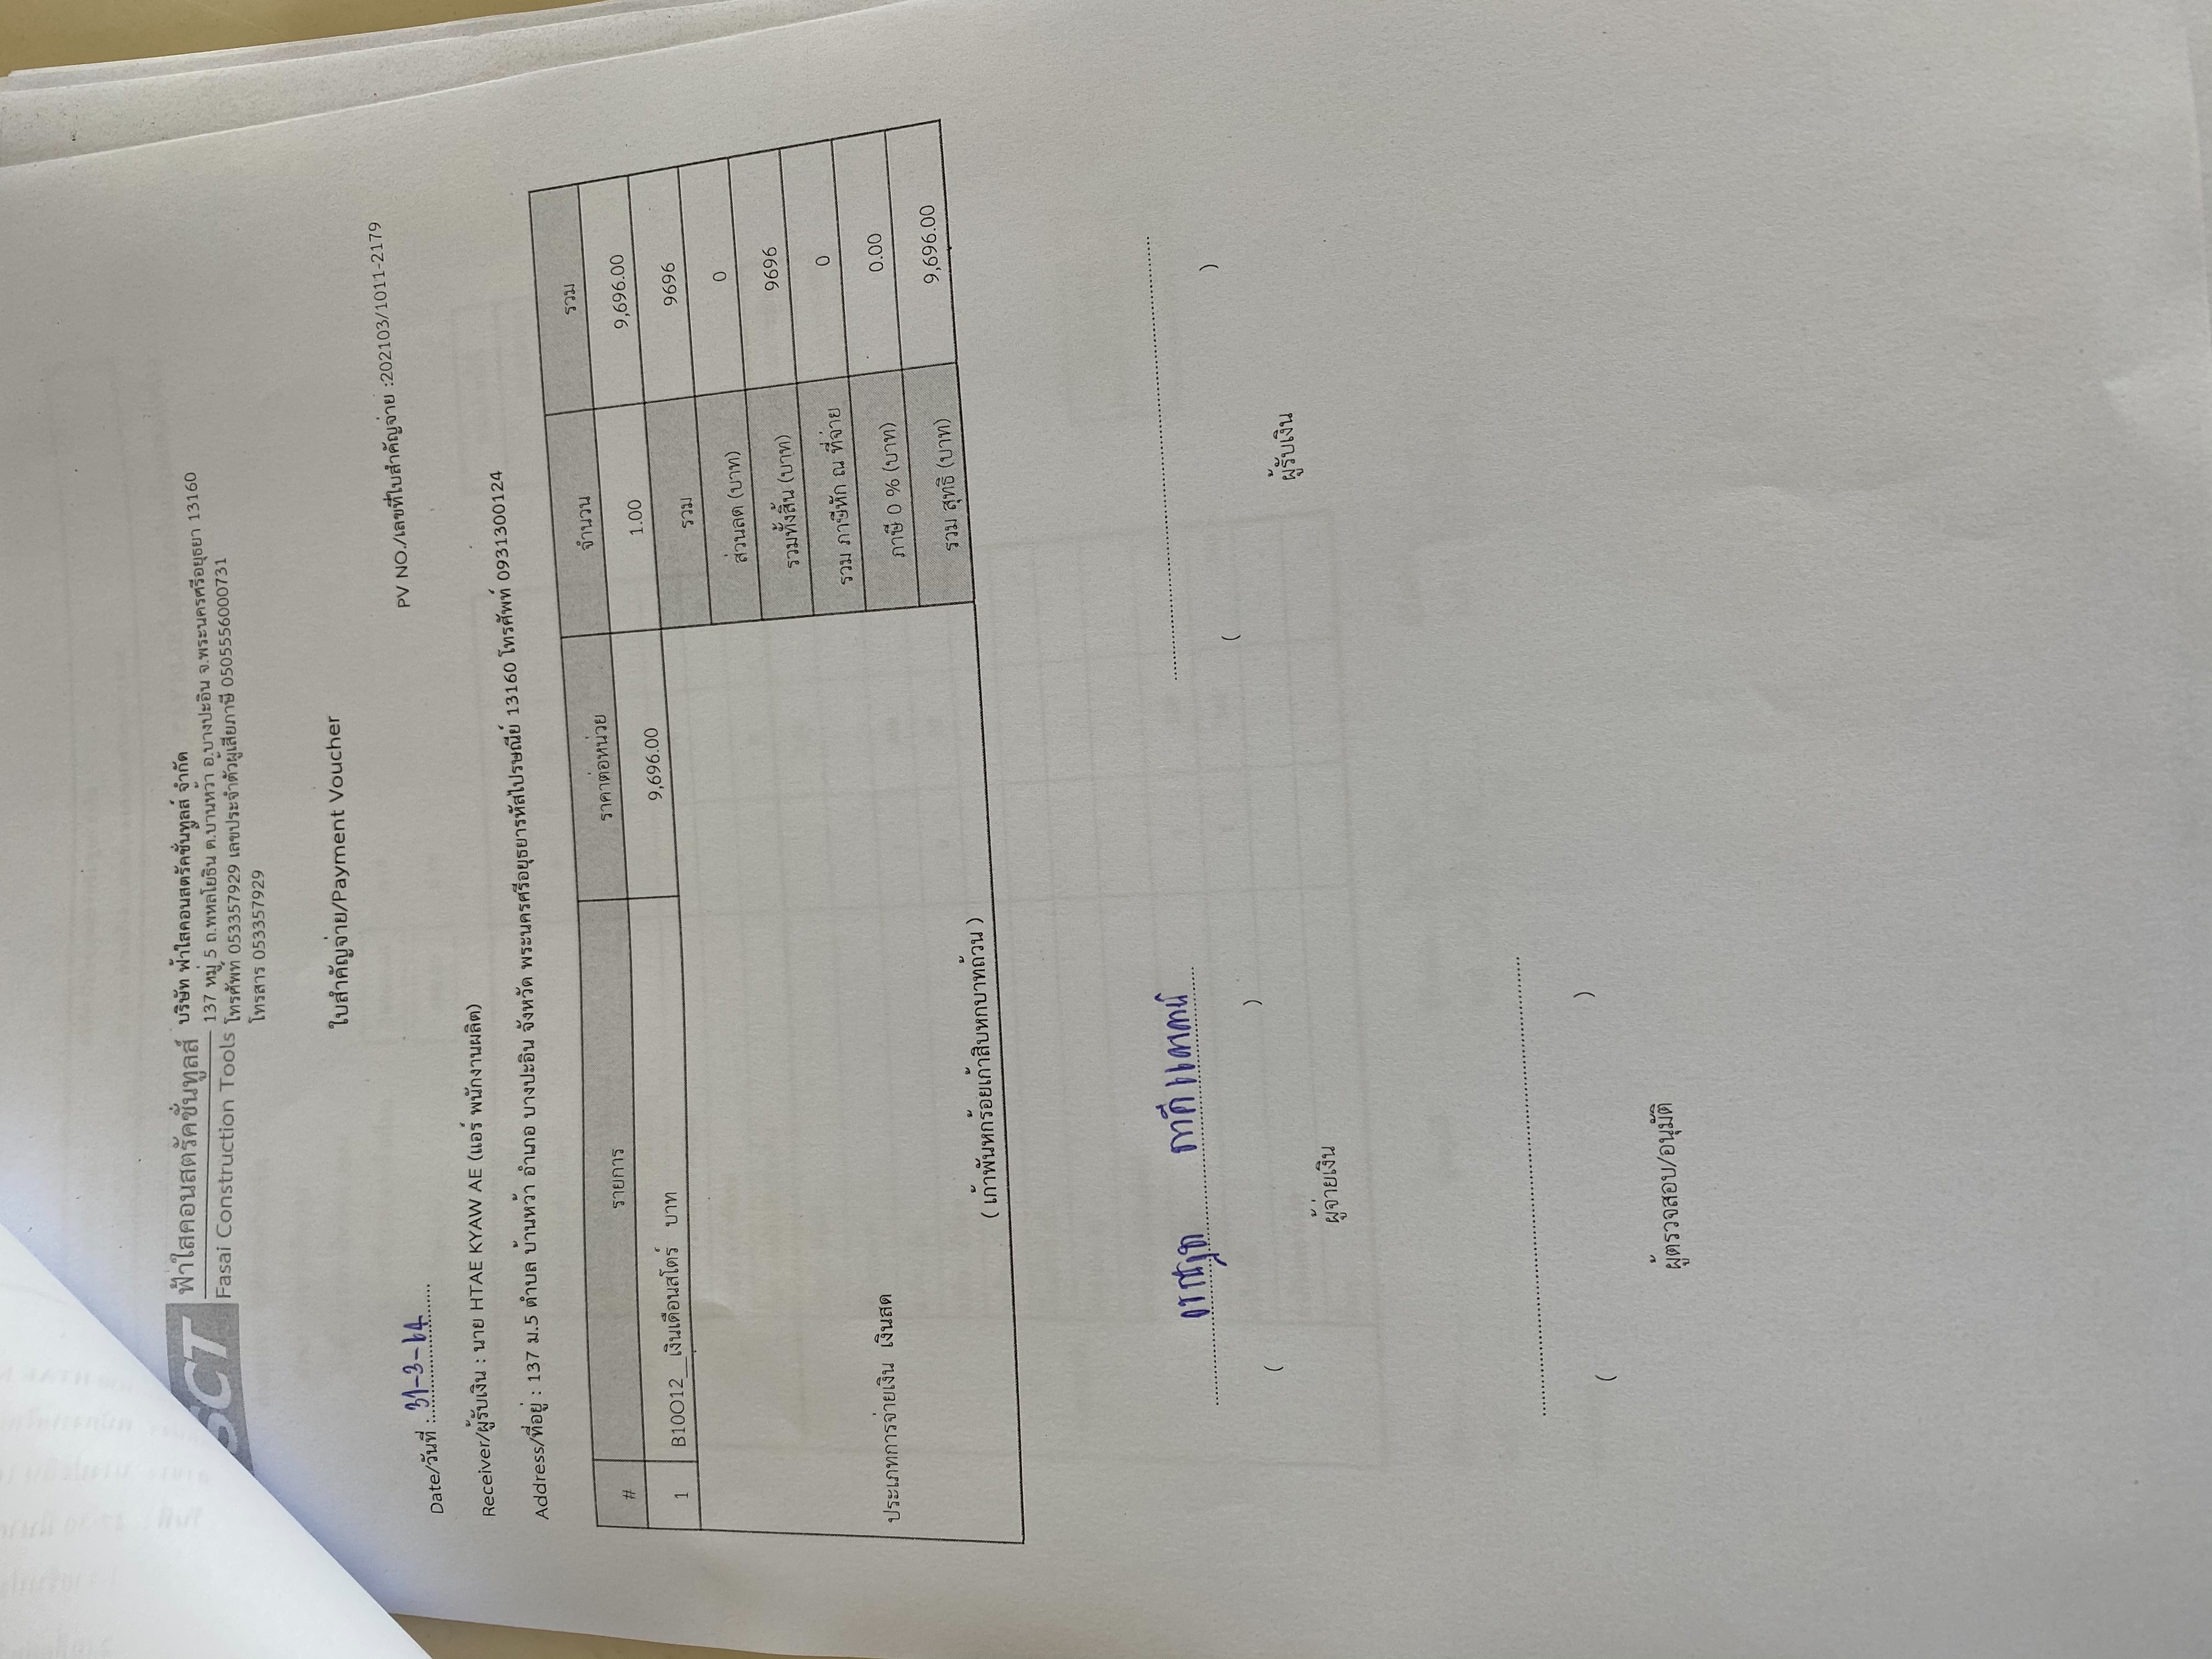 SCT
ฟ้าใสคอนสตรัคชั่นทูลส์
Fasai Construction Tools
บริษัท ฟ้าใสคอนสตรัคชั่นทูลส์ จำกัด
137 หมู่ 5 ถ.พหลโยธิน ต.บ้านหว้า อ.บางปะอิน จ.พระนครศรีอยุธยา 13160
โทรศัพท์ 053357929 เลขประจำตัวผู้เสียภาษี 0505556000731
โทรสาร 053357929
ใบสำคัญจ่าย/Payment Voucher
PV NO./เลขที่ใบสำคัญจ่าย :202103/1011-2179
Date/วันที่ : 31-3-64
Receiver/ผู้รับเงิน : นาย HTAE KYAW AE (แอร์ พนักงานผลิต)
Address/ที่อยู่ : 137 ม.5 ตำบล บ้านหว้า อำเภอ บางปะอิน จังหวัด พระนครศรีอยุธยารหัสไปรษณีย์ 13160 โทรศัพท์ 0931300124
# รายการ ราคาต่อหน่วย จำนวน รวม
1 B10O12__เงินเดือนสโตร์ บาท 9,696.00 1.00 9,696.00
รวม 9696
ส่วนลด (บาท) 0
รวมทั้งสิ้น (บาท) 9696
รวม ภาษีหัก ณ ที่จ่าย 0
ประเภทการจ่ายเงิน เงินสด
ภาษี 0 % (บาท) 0.00
รวม สุทธิ (บาท) 9,696.00
( เก้าพันหกร้อยเก้าสิบหกบาทถ้วน )
( )
( )
ผู้จ่ายเงิน
ผู้รับเงิน
( )
ผู้ตรวจสอบ/อนุมัติ